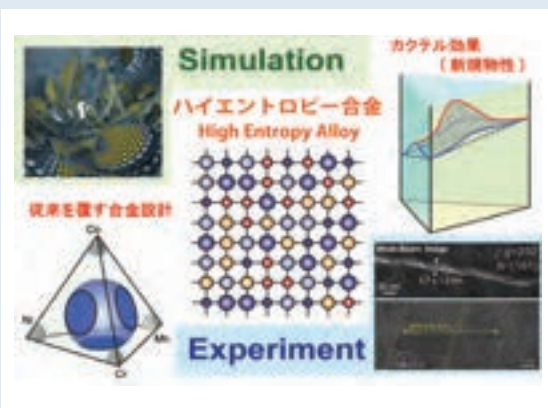 Simulation
カクテル効果
（新規物性）
ハイエントロピー合金
High Entropy Alloy
従来を覆す合金設計
Co
Ni
Mn
Cr
Experiment